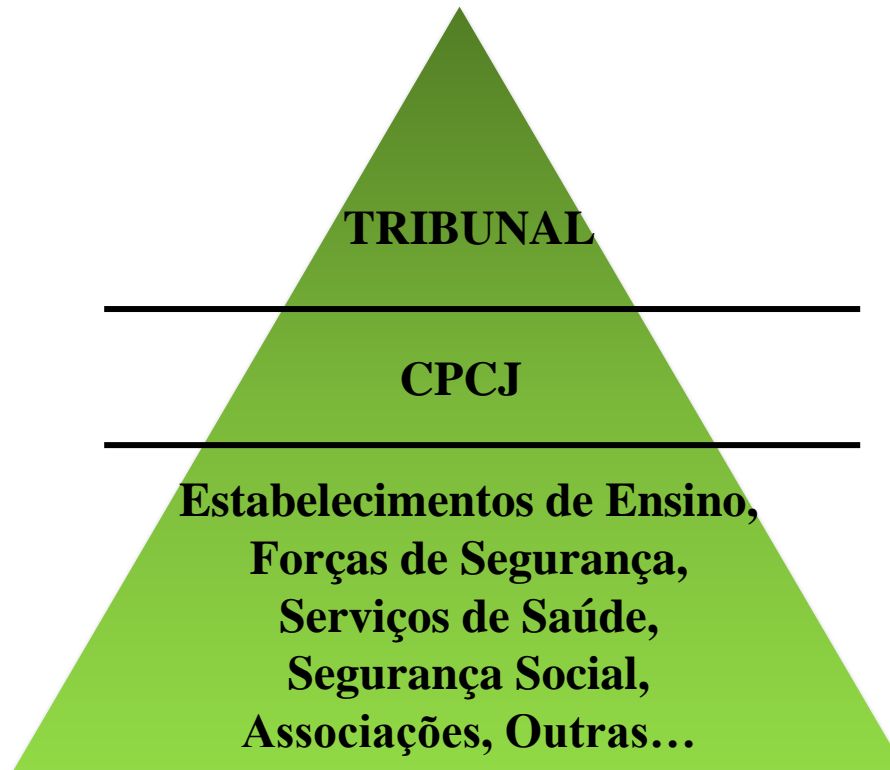 TRIBUNAL
CPCJ
Estabelecimentos de Ensino,
Forças de Segurança,
Serviços de Saúde,
Segurança Social,
Associações, Outras…